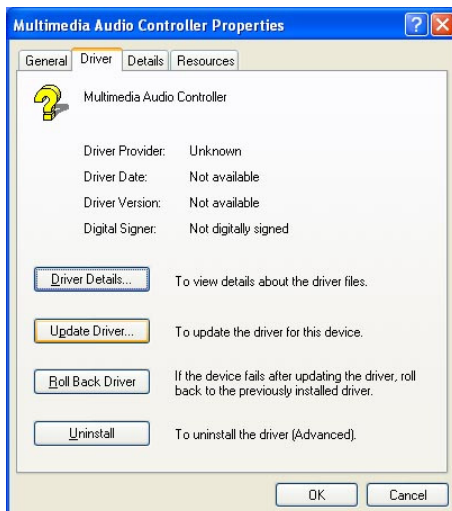 Multimedia Audio Controller Properties
General Driver Details Resources
Multimedia Audio Controller
Driver Provider: Unknown
Driver Date: Not available
Driver Version: Not available
Digital Signer: Not digitally signed
Driver Details... To view details about the driver files.
Update Driver... To update the driver for this device.
Roll Back Driver If the device fails after updating the driver, roll
back to the previously installed driver.
Uninstall To uninstall the driver (Advanced).
OK Cancel